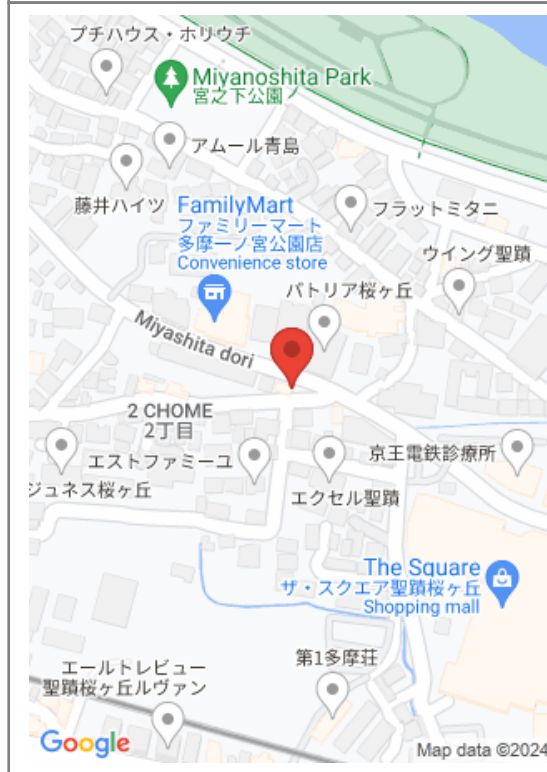 プチハウス・ホリウチ
Miyanoshita Park
宮之下公園
アムール青島
藤井ハイツ
FamilyMart
ファミリーマート
多摩一ノ宮公園店
Convenience store
フラットミタニ
ウイング聖蹟
パトリア桜ヶ丘
Miyashita dori
2 CHOME
2丁目
エストファミーユ
京王電鉄診療所
ジュネス桜ヶ丘
エクセル聖蹟
The Square
ザ・スクエア聖蹟桜ヶ丘
Shopping mall
第1多摩荘
エールトレビュー
聖蹟桜ヶ丘ルヴァン
Google
Map data ©2024